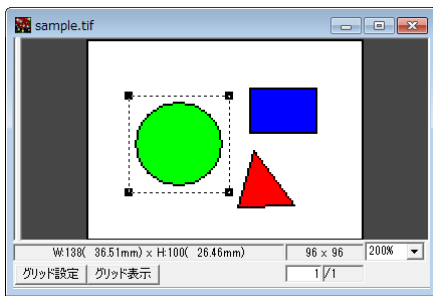 sample.tif
W:138( 36.51mm) × H:100( 26.46mm) 96 × 96 200%
グリッド設定 グリッド表示 1 /1